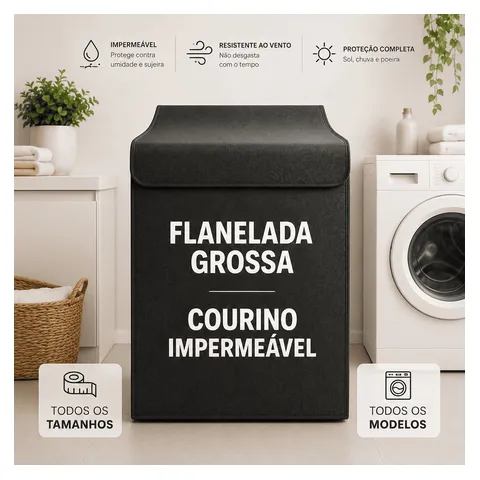 IMPERMEÁVEL
Protege contra
umidade e sujeira
RESISTENTE AO VENTO
Não desgasta
com o tempo
PROTEÇÃO COMPLETA
Sol, chuva e poeira
FLANELADA
GROSSA
COURINO
IMPERMEÁVEL
TODOS OS
TAMANHOS
TODOS OS
MODELOS